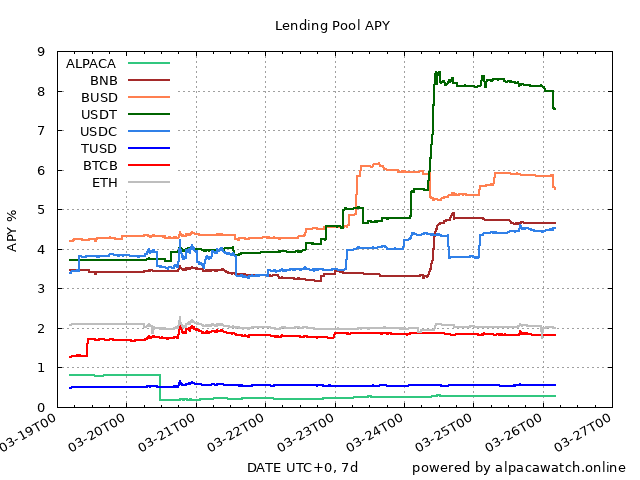 Lending Pool APY
APY %
9
8
7
6
5
4
3
2
1
0
ALPACA
BNB
BUSD
USDT
USDC
TUSD
BTCB
ETH
03-19T00
03-20T00
03-21T00
03-22T00
03-23T00
03-24T00
03-25T00
03-26T00
03-27T00
DATE UTC+0, 7d
powered by alpacawatch.online